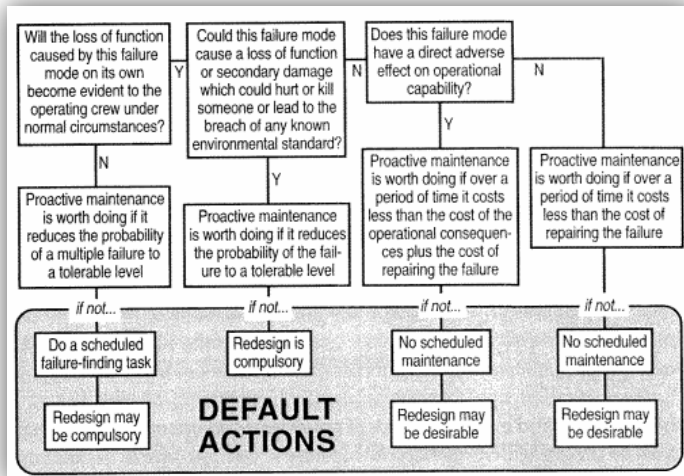 Will the loss of function
caused by this failure
mode on its own
become evident to the
operating crew under
normal circumstances?
Y
Could this failure mode
cause a loss of function
or secondary damage
which could hurt or kill
someone or lead to the
breach of any known
environmental standard?
N
Does this failure mode
have a direct adverse
effect on operational
capability?
N
N
Y
Y
Proactive maintenance
is worth doing if it
reduces the probability
of a multiple failure to
a tolerable level
Proactive maintenance
is worth doing if it reduces
the probability of the fail-
ure to a tolerable level
Proactive maintenance
is worth doing if over a
period of time it costs
less than the cost of the
operational consequen-
ces plus the cost of
repairing the failure
Proactive maintenance
is worth doing if over a
period of time it costs
less than the cost of
repairing the failure
if not...
if not...
if not...
if not...
Do a scheduled
failure-finding task
Redesign is
compulsory
No scheduled
maintenance
No scheduled
maintenance
Redesign may
be compulsory
DEFAULT
ACTIONS
Redesign may
be desirable
Redesign may
be desirable